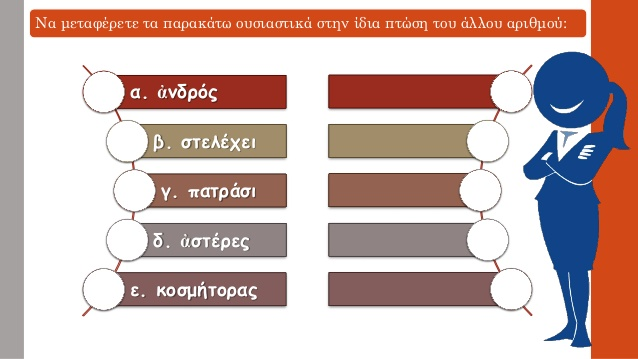 Να μεταφέρετε τα παρακάτω ουσιαστικά στην ίδια πτώση του άλλου αριθμού:
α. ἀνδρός
β. στελέχει
γ. πατράσι
δ. ἀστέρες
ε. κοσμήτορας